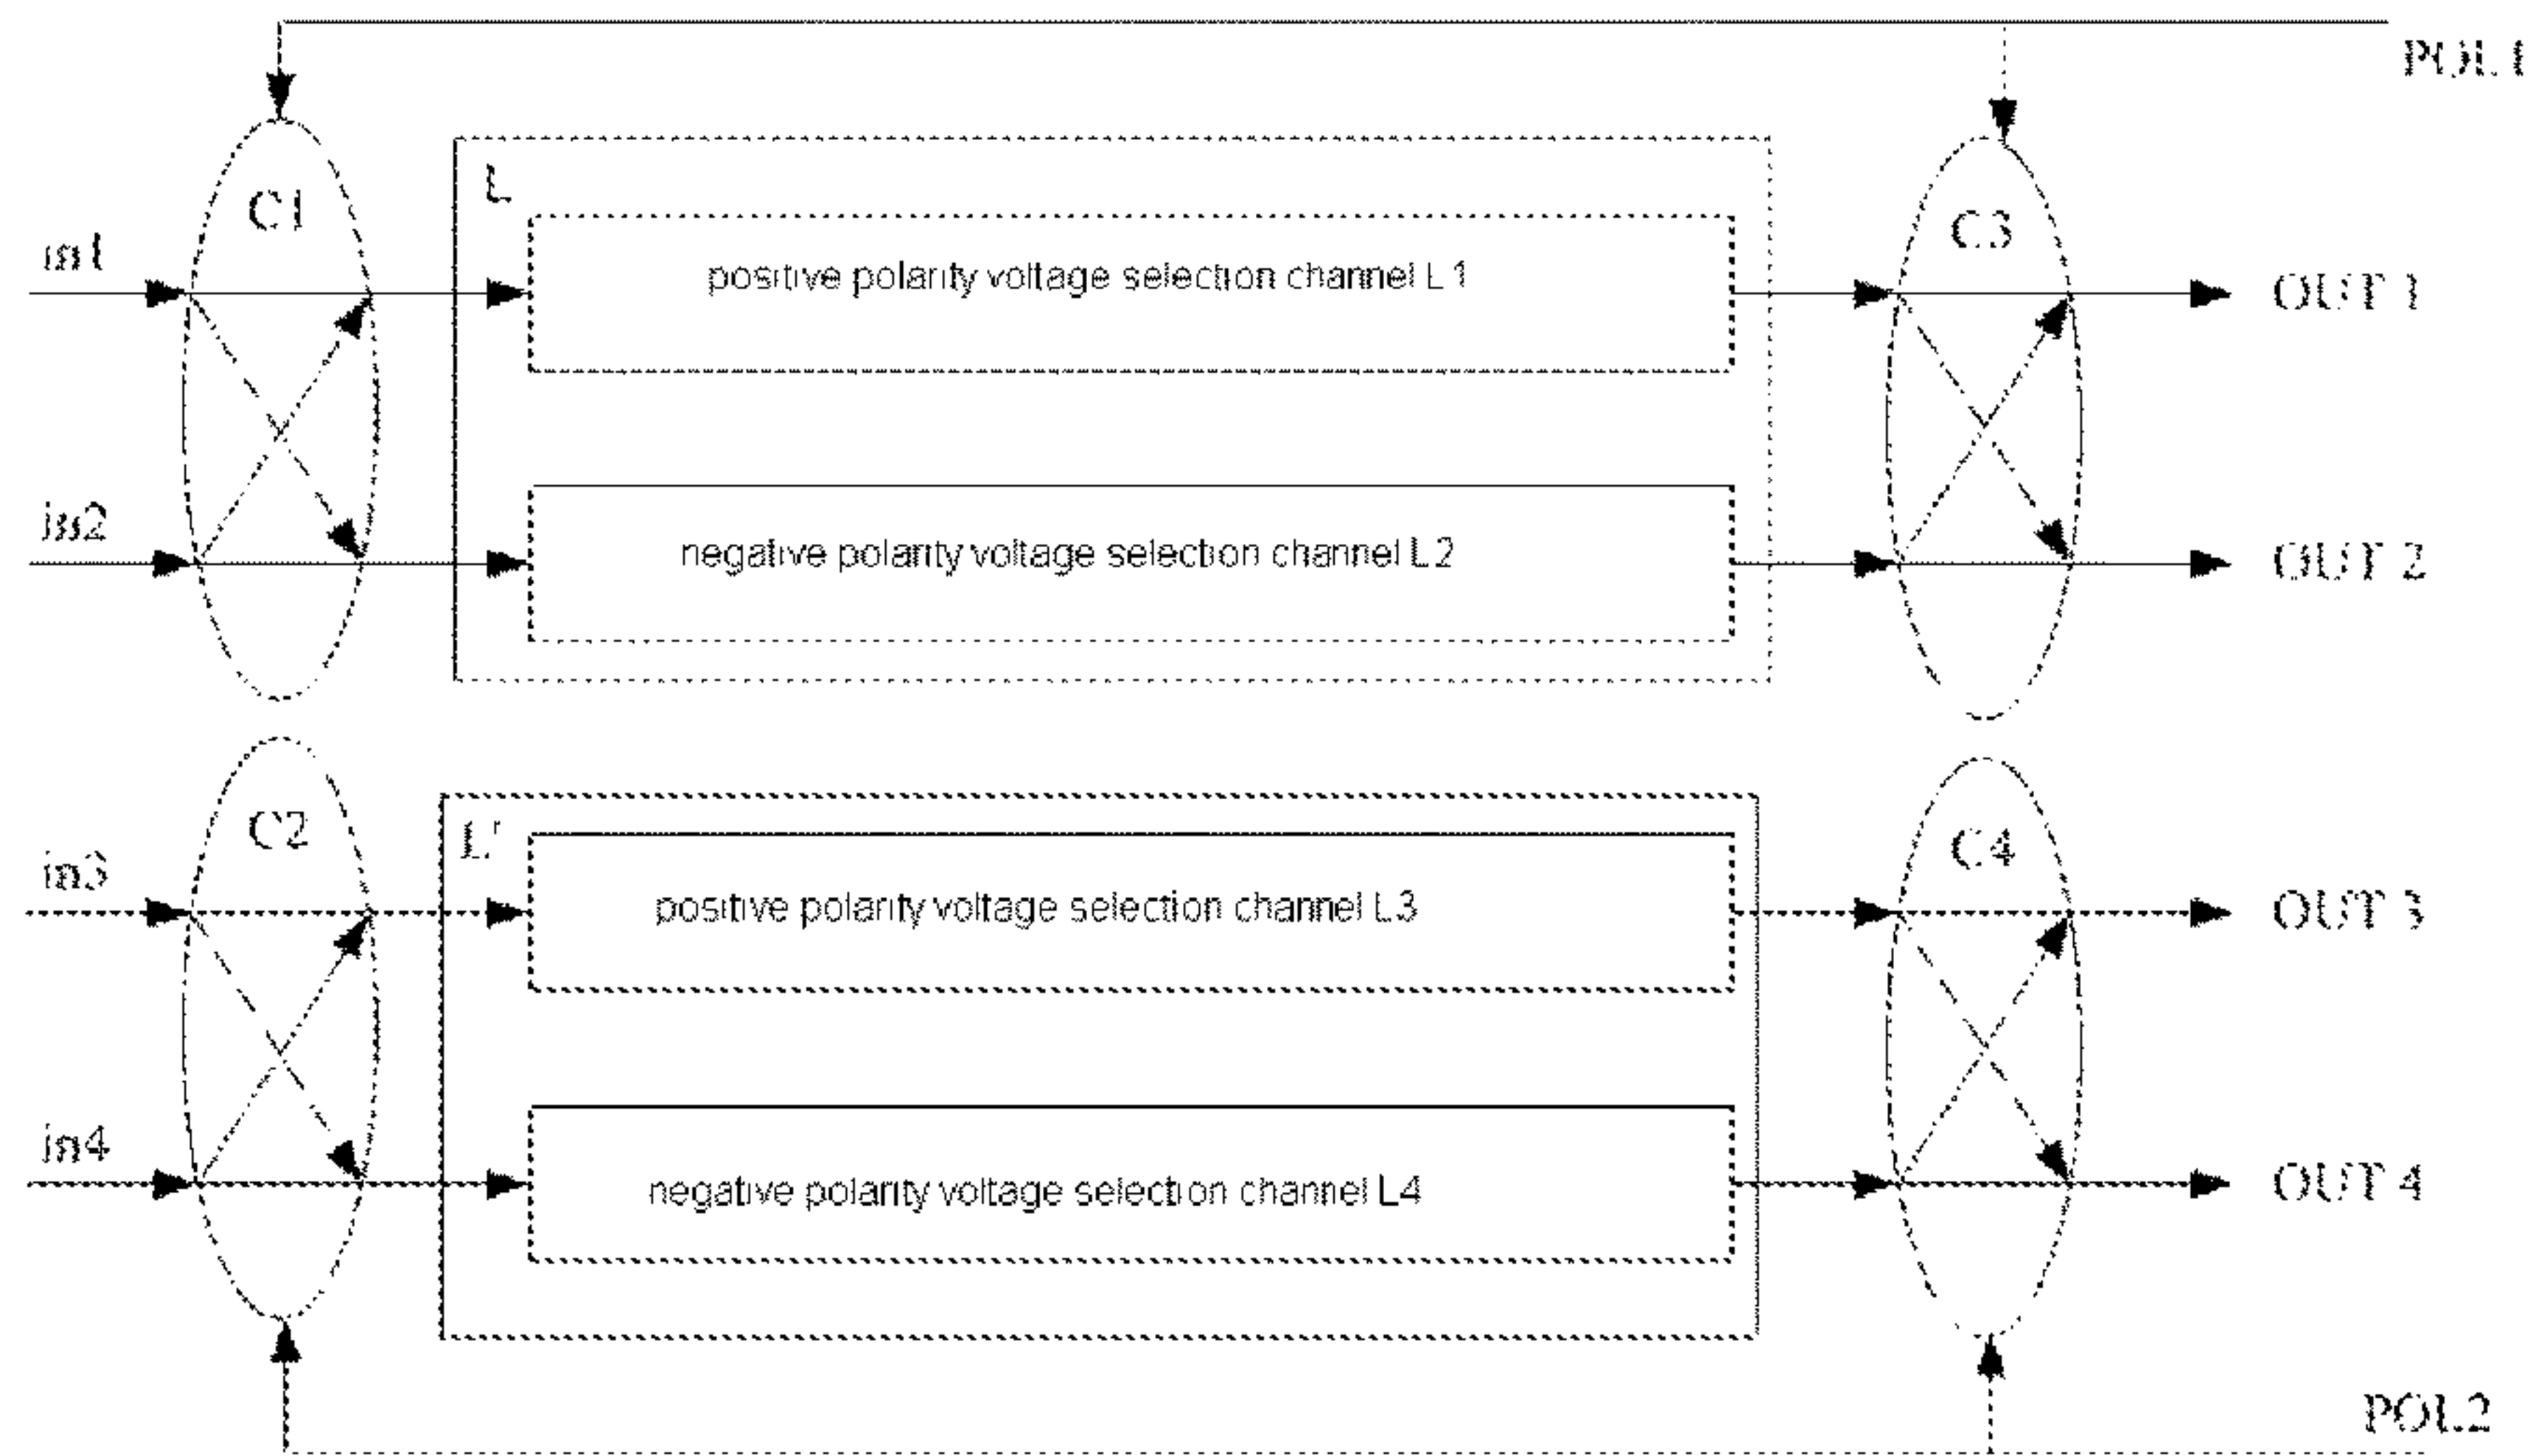 POL1
C1
L
C3
in1
positive polarity voltage selection channel L1
OUT 1
in2
negative polarity voltage selection channel L2
OUT 2
C2
L'
C4
in3
positive polarity voltage selection channel L3
OUT 3
in4
negative polarity voltage selection channel L4
OUT 4
POL2